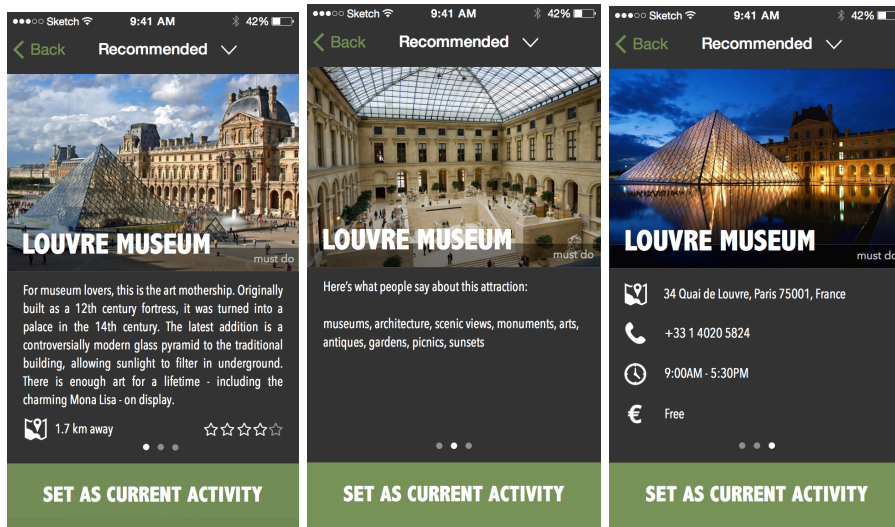 Sketch 9:41 AM 42%
Back Recommended
LOUVRE MUSEUM
must do
For museum lovers, this is the art mothership. Originally
built as a 12th century fortress, it was turned into a
palace in the 14th century. The latest addition is a
controversially modern glass pyramid to the traditional
building, allowing sunlight to filter in underground.
There is enough art for a lifetime - including the
charming Mona Lisa - on display.
1.7 km away
SET AS CURRENT ACTIVITY
Sketch 9:41 AM 42%
Back Recommended
LOUVRE MUSEUM
must do
Here's what people say about this attraction:
museums, architecture, scenic views, monuments, arts,
antiques, gardens, picnics, sunsets
SET AS CURRENT ACTIVITY
Sketch 9:41 AM 42%
Back Recommended
LOUVRE MUSEUM
must do
34 Quai de Louvre, Paris 75001, France
+33 1 4020 5824
9:00AM - 5:30PM
€ Free
SET AS CURRENT ACTIVITY